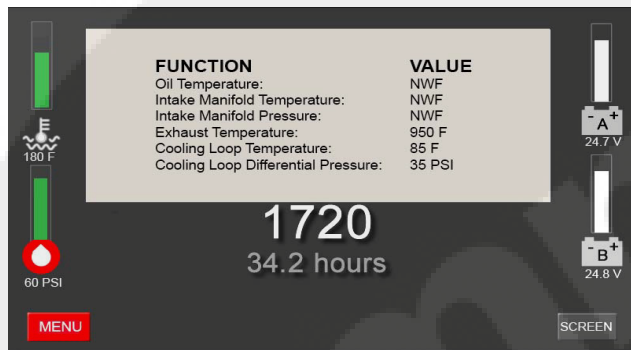 FUNCTION VALUE
Oil Temperature: NWF
Intake Manifold Temperature: NWF
Intake Manifold Pressure: NWF
Exhaust Temperature: 950 F
Cooling Loop Temperature: 85 F
Cooling Loop Differential Pressure: 35 PSI
180 F
- A +
24.7 V
1720
34.2 hours
60 PSI
- B +
24.8 V
MENU
SCREEN